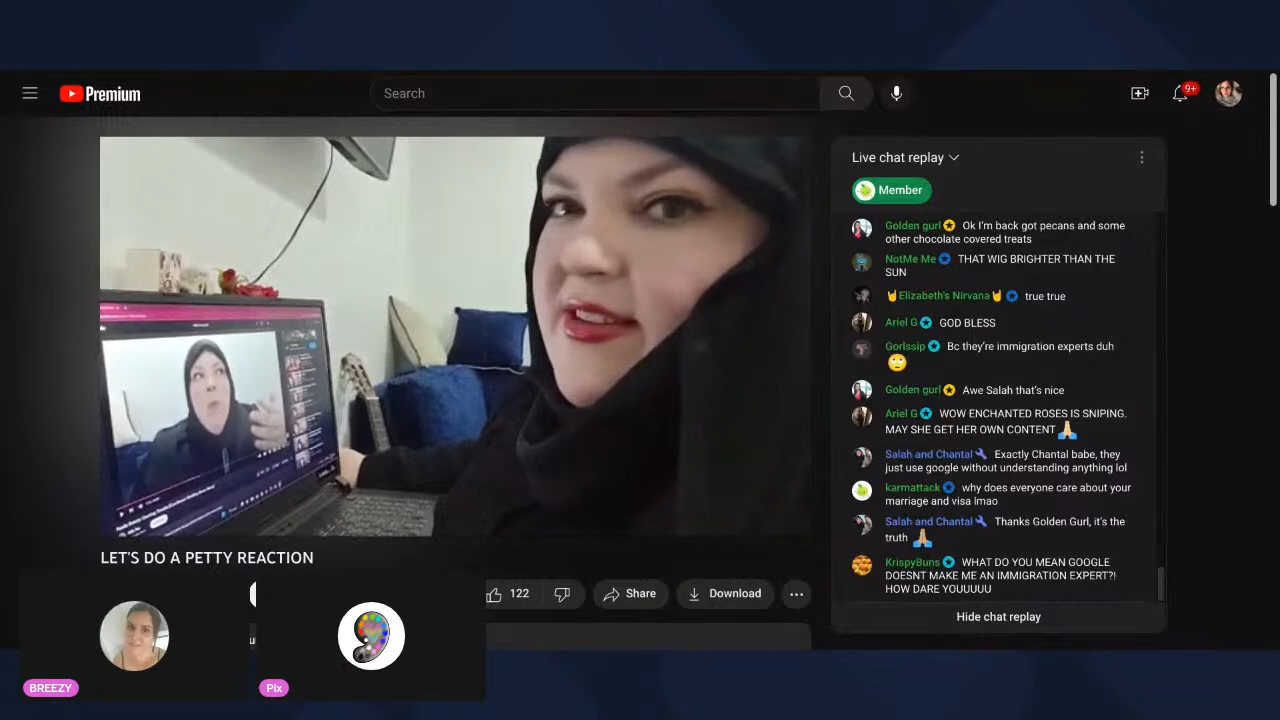 Premium
Search
9+
Live chat replay
Member
Golden gurl Ok I'm back got pecans and some
other chocolate covered treats
NotMe Me THAT WIG BRIGHTER THAN THE
SUN
🤘Elizabeth's Nirvana🤘 true true
Ariel G GOD BLESS
Gorlssip Bc they're immigration experts duh
🙄
Golden gurl Awe Salah that's nice
Ariel G WOW ENCHANTED ROSES IS SNIPING.
MAY SHE GET HER OWN CONTENT 🙏
Salah and Chantal Exactly Chantal babe, they
just use google without understanding anything lol
karmattack why does everyone care about your
marriage and visa lmao
Salah and Chantal Thanks Golden Gurl, it's the
truth 🙏
KrispyBuns WHAT DO YOU MEAN GOOGLE
DOESNT MAKE ME AN IMMIGRATION EXPERT?!
HOW DARE YOUUUUU
Hide chat replay
LET'S DO A PETTY REACTION
122
Share
Download
BREEZY
Pix